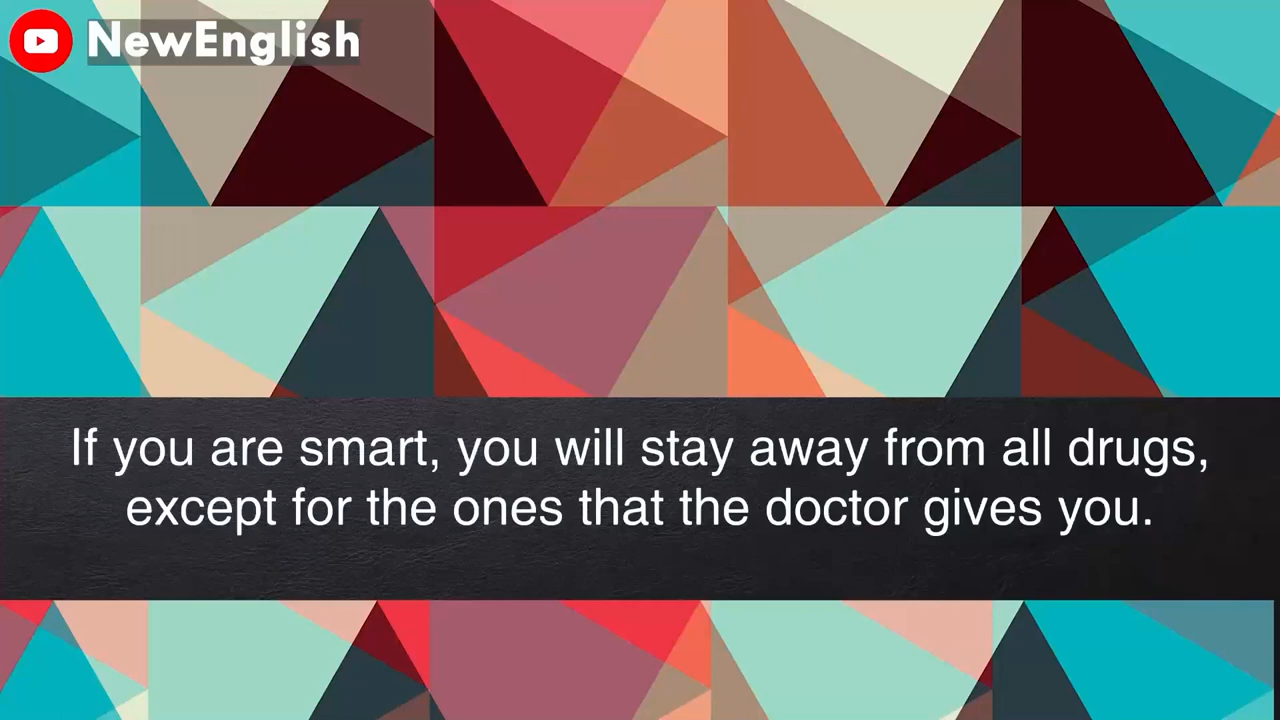 NewEnglish
If you are smart, you will stay away from all drugs,
except for the ones that the doctor gives you.